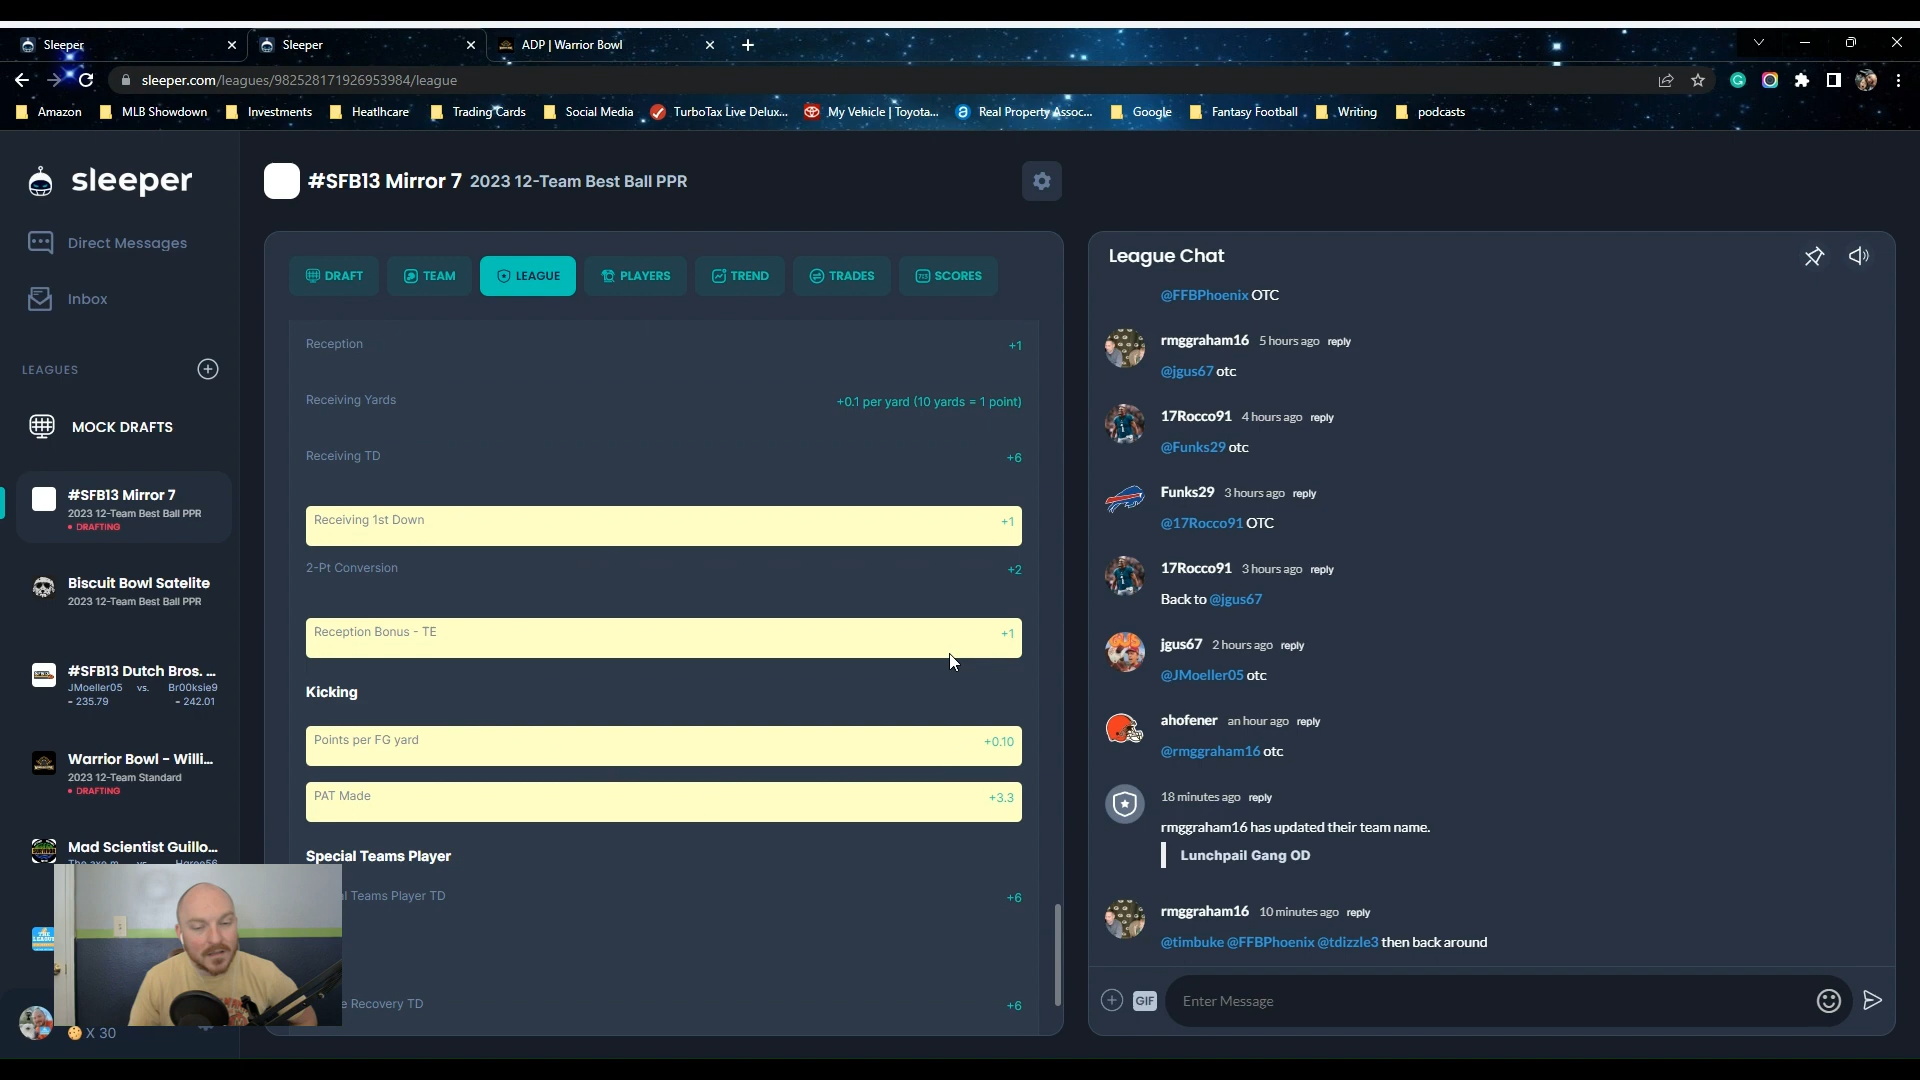 Sleeper
Sleeper
ADP | Warrior Bowl
sleeper.com/leagues/982528171926953984/league
Amazon
MLB Showdown
Investments
Heatlhcare
Trading Cards
Social Media
TurboTax Live Delux...
My Vehicle | Toyota...
Real Property Assoc...
Google
Fantasy Football
Writing
podcasts
sleeper
Direct Messages
Inbox
LEAGUES
MOCK DRAFTS
#SFB13 Mirror 7
2023 12-Team Best Ball PPR
DRAFTING
Biscuit Bowl Satelite
2023 12-Team Best Ball PPR
#SFB13 Dutch Bros. ...
JMoeller05 vs. Br00ksie9
- 235.79 - 242.01
Warrior Bowl - Willi...
2023 12-Team Standard
DRAFTING
Mad Scientist Guillo...
X 30
#SFB13 Mirror 7 2023 12-Team Best Ball PPR
DRAFT
TEAM
LEAGUE
PLAYERS
TREND
TRADES
SCORES
Reception +1
Receiving Yards +0.1 per yard (10 yards = 1 point)
Receiving TD +6
Receiving 1st Down +1
2-Pt Conversion +2
Reception Bonus - TE +1
Kicking
Points per FG yard +0.10
PAT Made +3.3
Special Teams Player
Teams Player TD +6
Recovery TD +6
League Chat
@FFBPhoenix OTC
rmggraham16 5 hours ago reply
@jgus67 otc
17Rocco91 4 hours ago reply
@Funks29 otc
Funks29 3 hours ago reply
@17Rocco91 OTC
17Rocco91 3 hours ago reply
Back to @jgus67
jgus67 2 hours ago reply
@JMoeller05 otc
ahofener an hour ago reply
@rmggraham16 otc
18 minutes ago reply
rmggraham16 has updated their team name.
Lunchpail Gang OD
rmggraham16 10 minutes ago reply
@timbuke @FFBPhoenix @tdizzle3 then back around
GIF
Enter Message